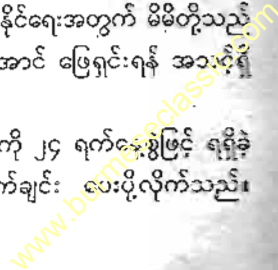 နိုင်ရေးအတွက် မိမိတို့သည်
အောင် ဖြေရှင်းရန် အသင့်ရှိ
ကို ၂၄ ရက်နေ့စွဲဖြင့် ရရှိခဲ့
က်ချင်း ပေးပို့လိုက်သည်။
www.burmeseclassic.com